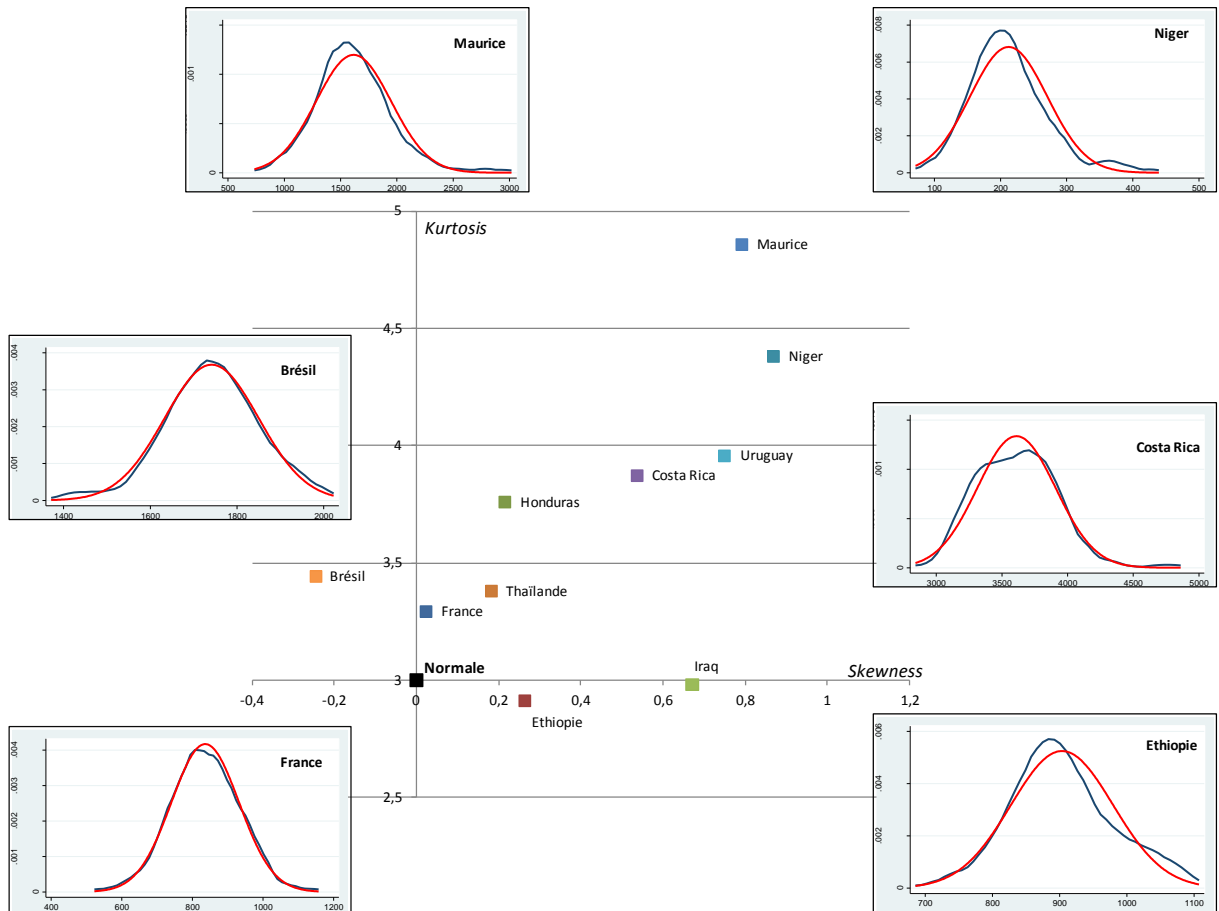 Maurice
.001
0
500 1000 1500 2000 2500 3000
Niger
.008
.006
.004
.002
0
100 200 300 400 500
5
Kurtosis
Maurice
4,5
Niger
Brésil
.004
.003
.002
.001
0
1400 1600 1800 2000
4
Uruguay
Costa Rica
Honduras
Costa Rica
.001
0
3000 3500 4000 4500 5000
3,5
Brésil
Thaïlande
France
Normale
Iraq
Skewness
3
-0,4 -0,2 0 0,2 0,4 0,6 0,8 1 1,2
Ethiopie
2,5
France
.004
.003
.002
.001
0
400 600 800 1000 1200
Ethiopie
.006
.004
.002
0
700 800 900 1000 1100